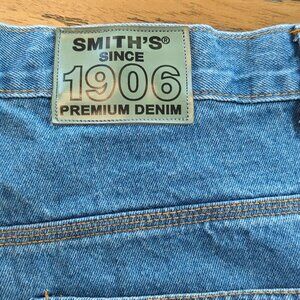 SMITH'S®
SINCE
1906
PREMIUM DENIM